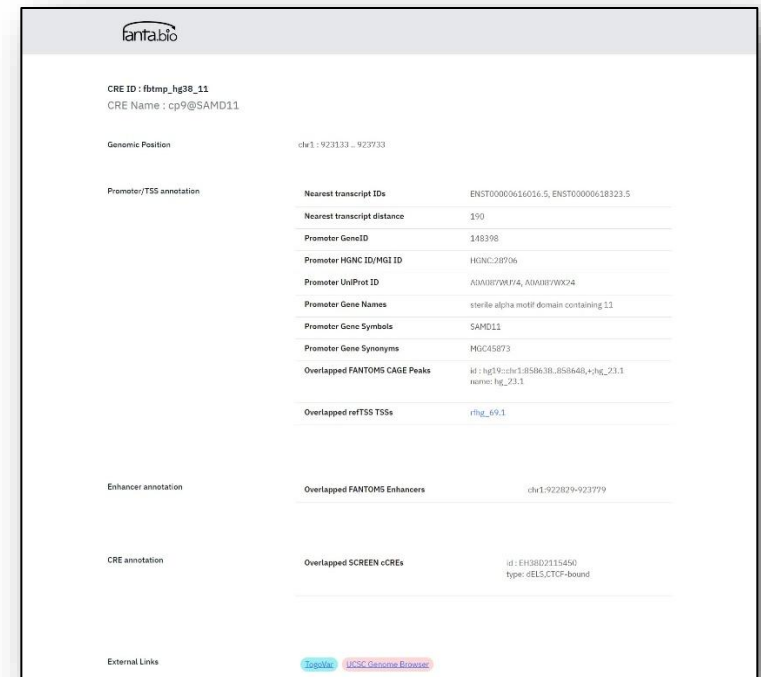 fanta.bio
CRE ID : fbtmp_hg38_11
CRE Name : cp9@SAMD11
Genomic Position chr1 : 923133 .. 923733
Promoter/TSS annotation
Nearest transcript IDs ENST00000616016.5, ENST00000618323.5
Nearest transcript distance 190
Promoter GeneID 148398
Promoter HGNC ID/MGI ID HGNC:28706
Promoter UniProt ID A0A087WU74, A0A087WX24
Promoter Gene Names sterile alpha motif domain containing 11
Promoter Gene Symbols SAMD11
Promoter Gene Synonyms MGC45873
Overlapped FANTOM5 CAGE Peaks id : hg19::chr1:858638..858648,+;hg_23.1
name: hg_23.1
Overlapped refTSS TSSs rfhg_69.1
Enhancer annotation
Overlapped FANTOM5 Enhancers chr1:922829-923779
CRE annotation
Overlapped SCREEN cCREs id : EH38D2115450
type: dELS,CTCF-bound
External Links TogoVar UCSC Genome Browser